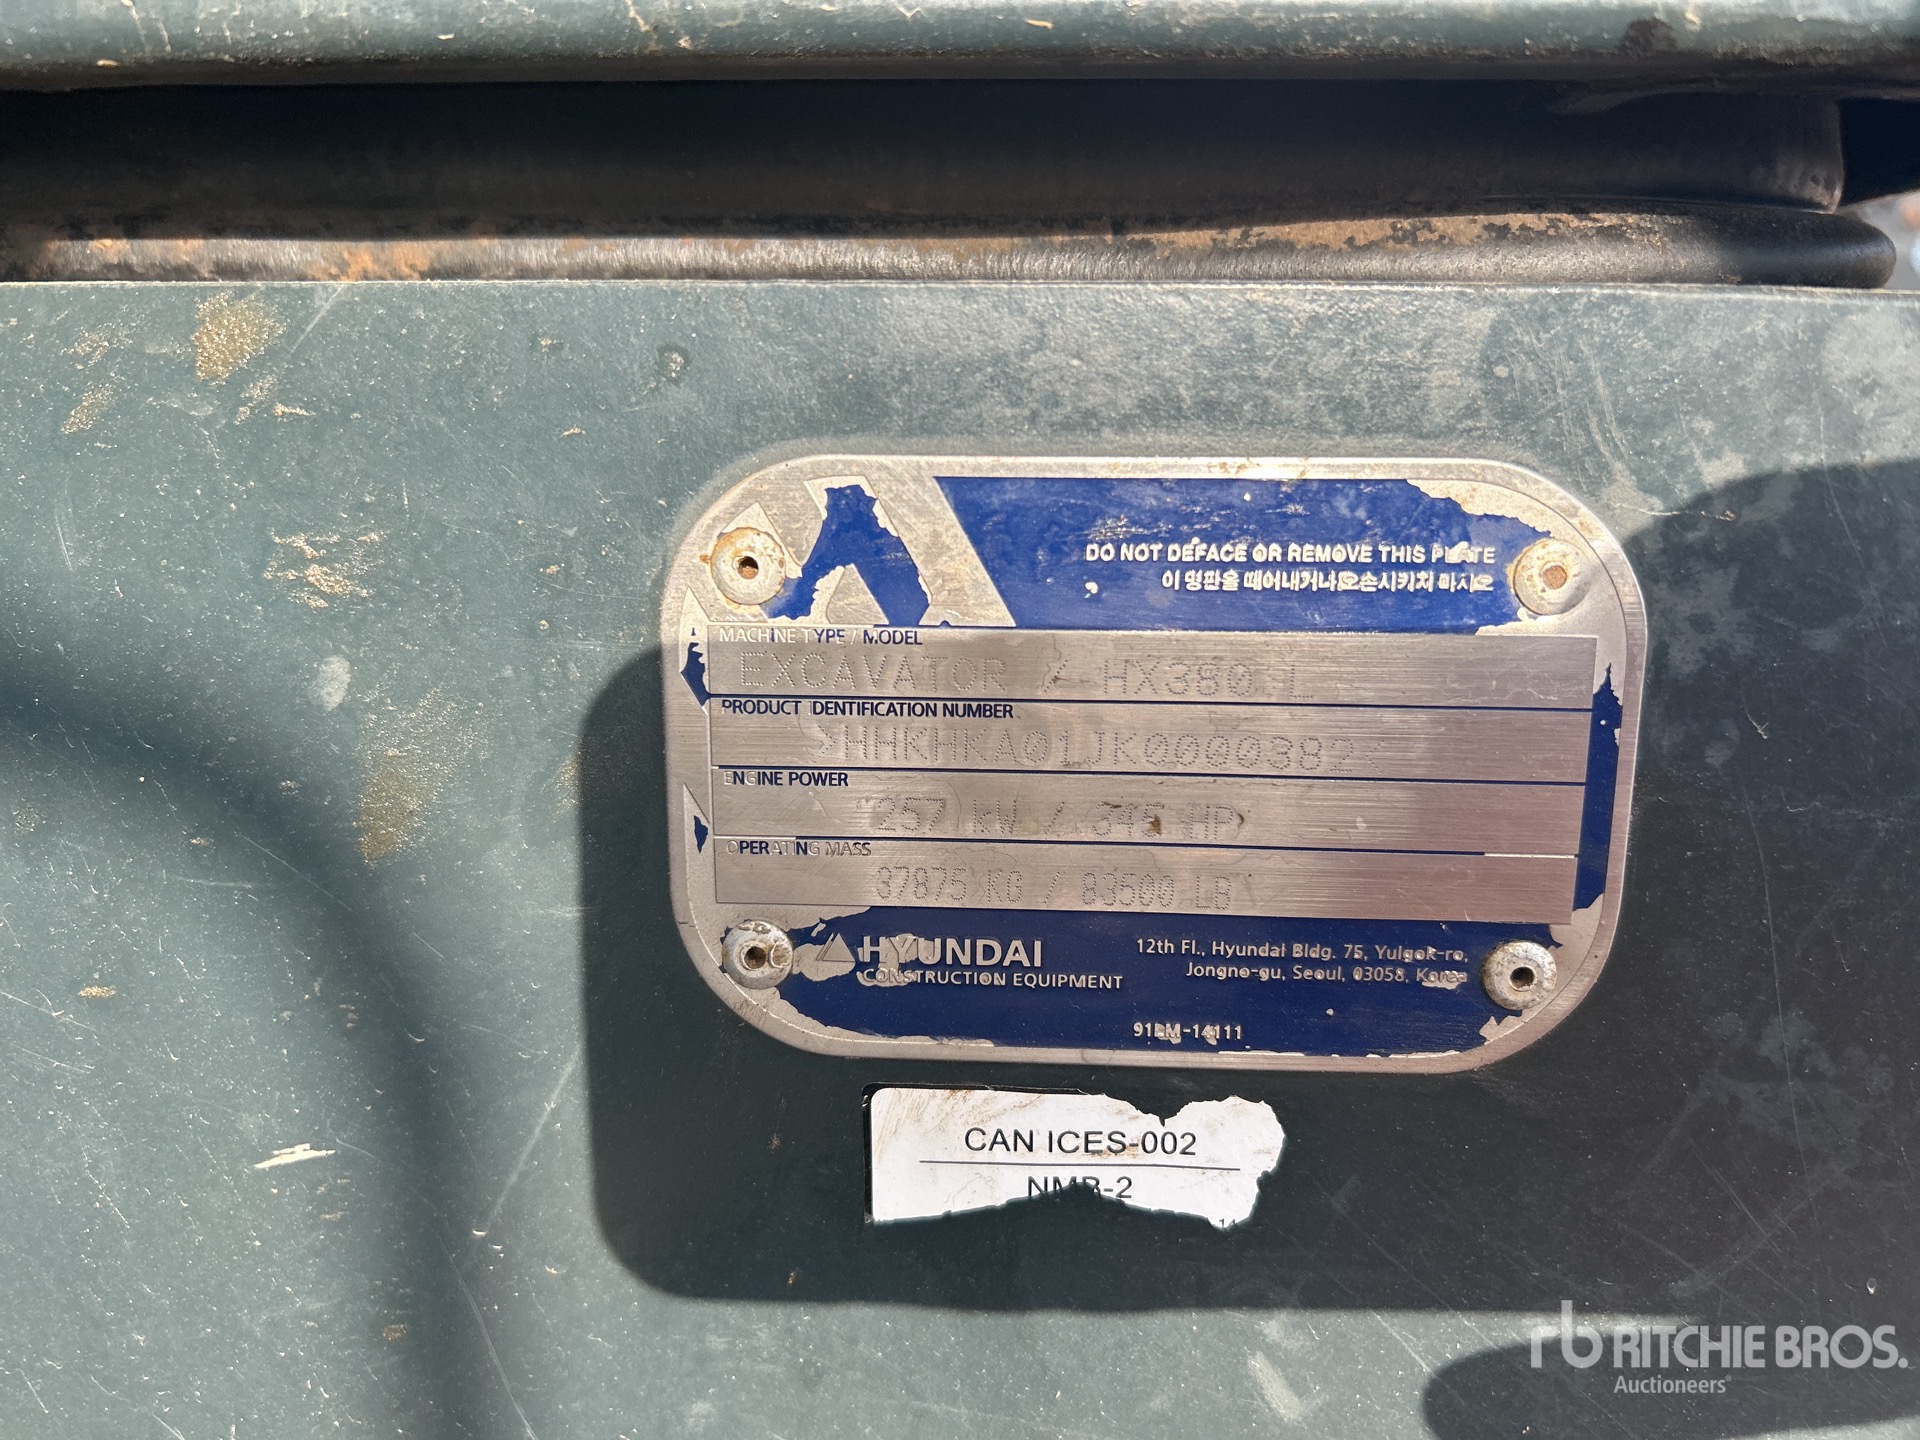 DO NOT DEFACE OR REMOVE THIS PLATE
이 명판을 떼어내거나 훼손시키지 마시오
MACHINE TYPE / MODEL
EXCAVATOR / HX380 L
PRODUCT IDENTIFICATION NUMBER
>HHKHKA01JK0000382<
ENGINE POWER
257 kW / 345 HP
OPERATING MASS
37875 KG / 83500 LB
HYUNDAI
CONSTRUCTION EQUIPMENT
12th Fl., Hyundai Bldg. 75, Yulgok-ro,
Jongno-gu, Seoul, 03058, Korea
CAN ICES-002
NMB-2
rb RITCHIE BROS.
Auctioneers